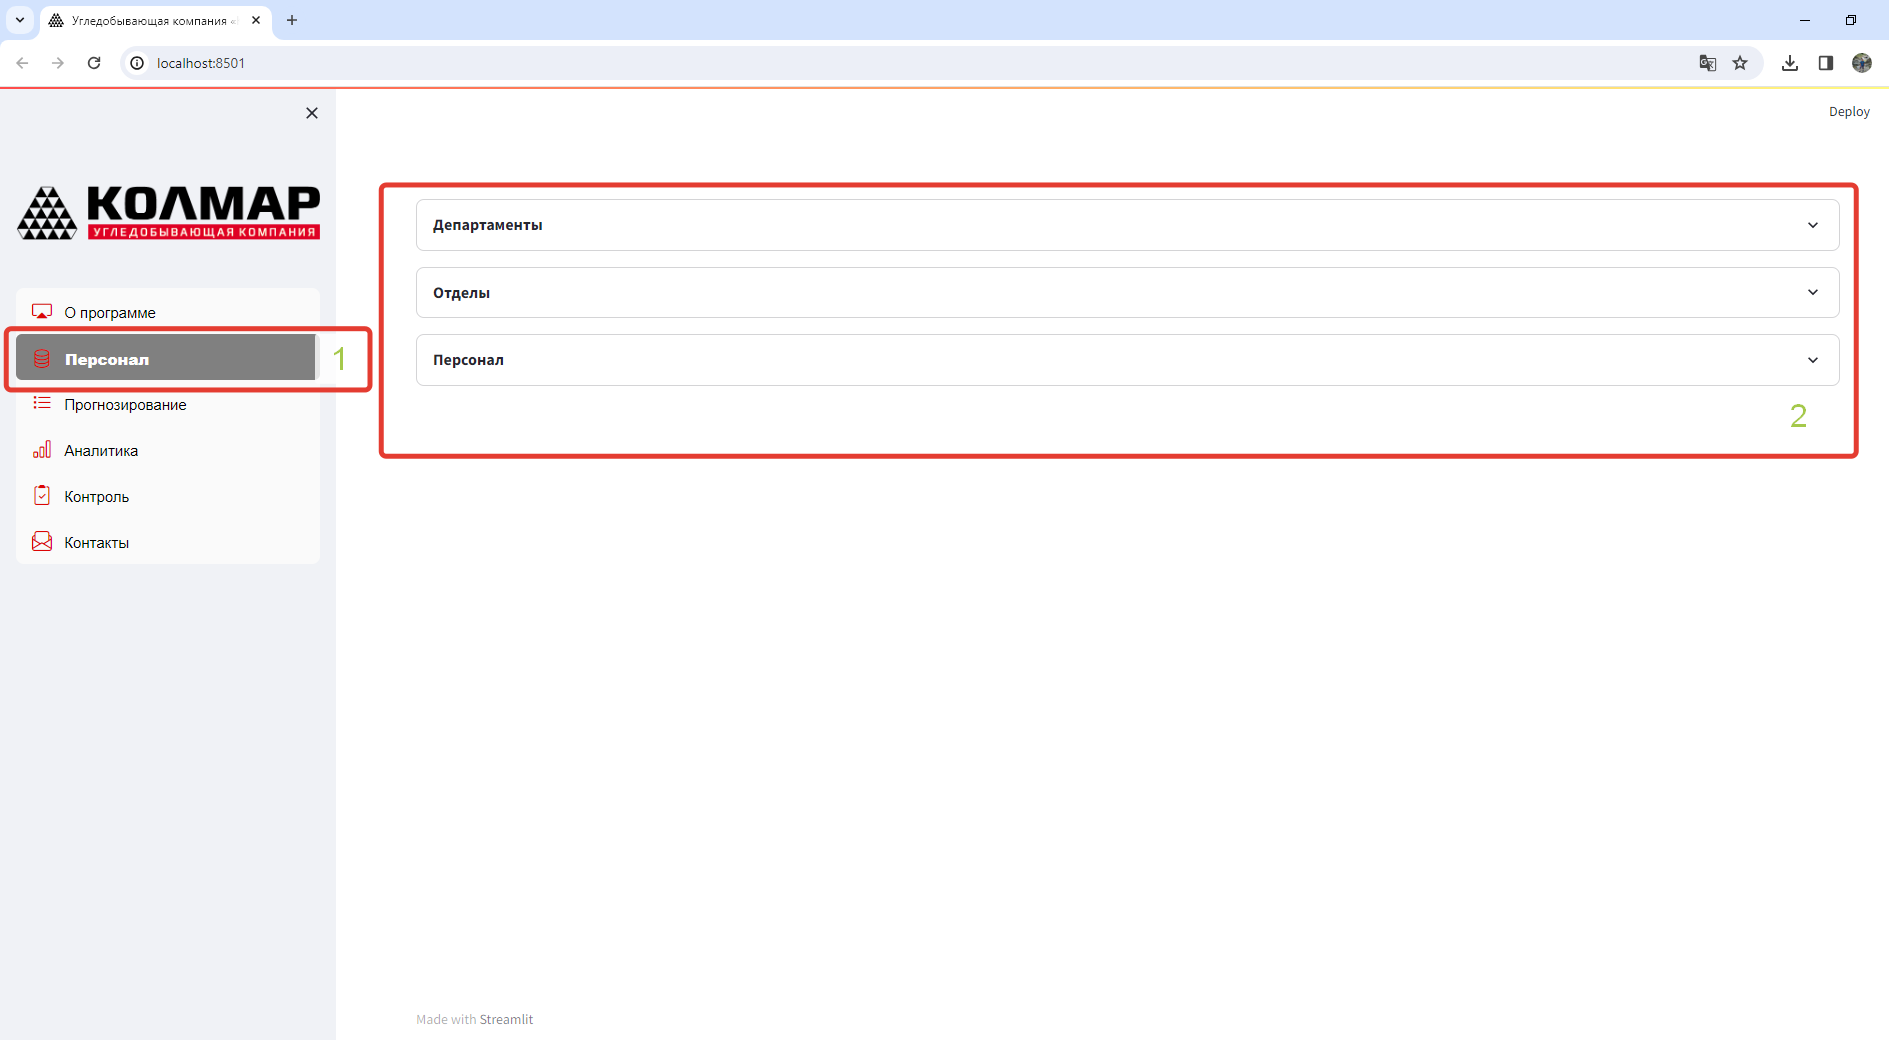 Угледобывающая компания «
localhost:8501
Deploy
КОЛМАР
УГЛЕДОБЫВАЮЩАЯ КОМПАНИЯ
О программе
Персонал
1
Прогнозирование
Аналитика
Контроль
Контакты
Департаменты
Отделы
Персонал
2
Made with Streamlit